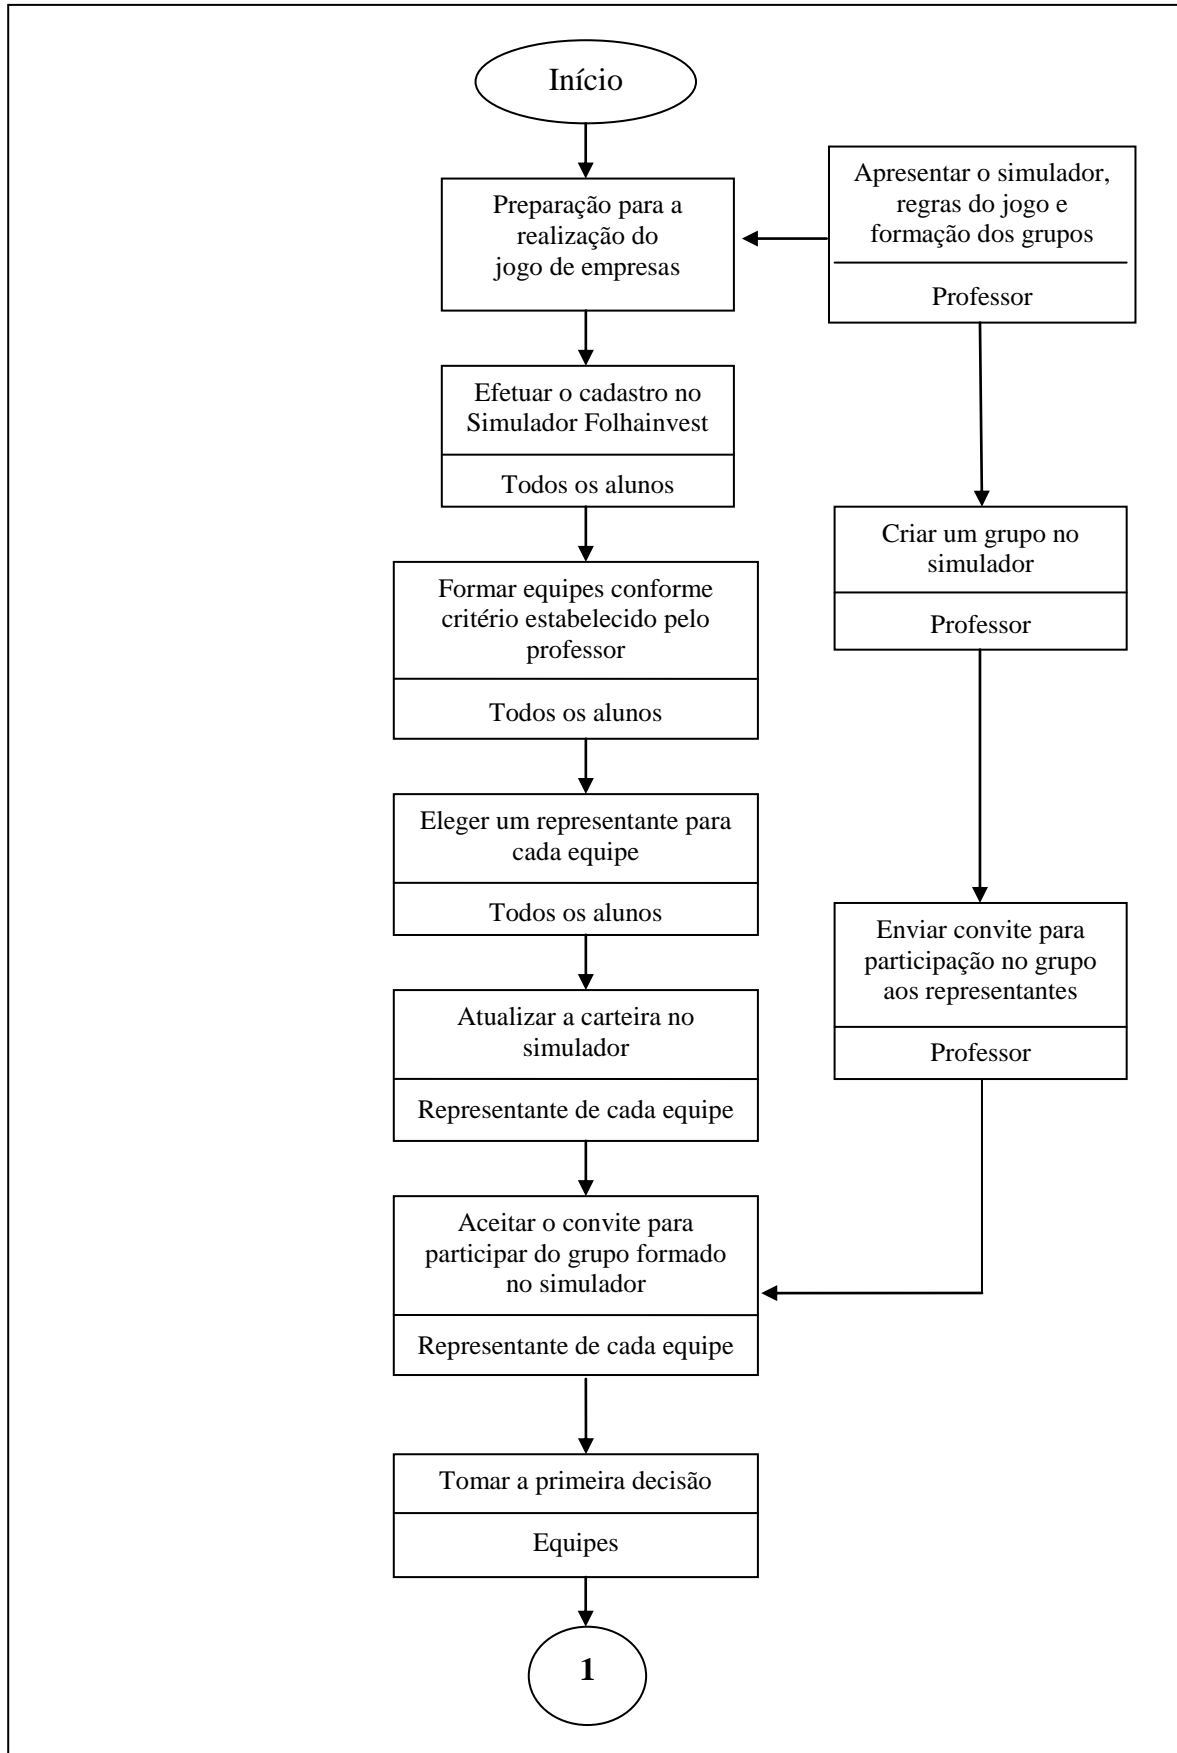 Início
Preparação para a
realização do
jogo de empresas
Apresentar o simulador,
regras do jogo e
formação dos grupos
Professor
Efetuar o cadastro no
Simulador Folhainvest
Todos os alunos
Criar um grupo no
simulador
Professor
Formar equipes conforme
critério estabelecido pelo
professor
Todos os alunos
Eleger um representante para
cada equipe
Todos os alunos
Enviar convite para
participação no grupo
aos representantes
Professor
Atualizar a carteira no
simulador
Representante de cada equipe
Aceitar o convite para
participar do grupo formado
no simulador
Representante de cada equipe
Tomar a primeira decisão
Equipes
1